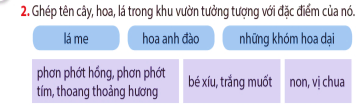 2. Ghép tên cây, hoa, lá trong khu vườn tưởng tượng với đặc điểm của nó.
lá me
hoa anh đào
những khóm hoa dại
phơn phớt hồng, phơn phớt
tím, thoang thoảng hương
bé xíu, trắng muốt
non, vị chua